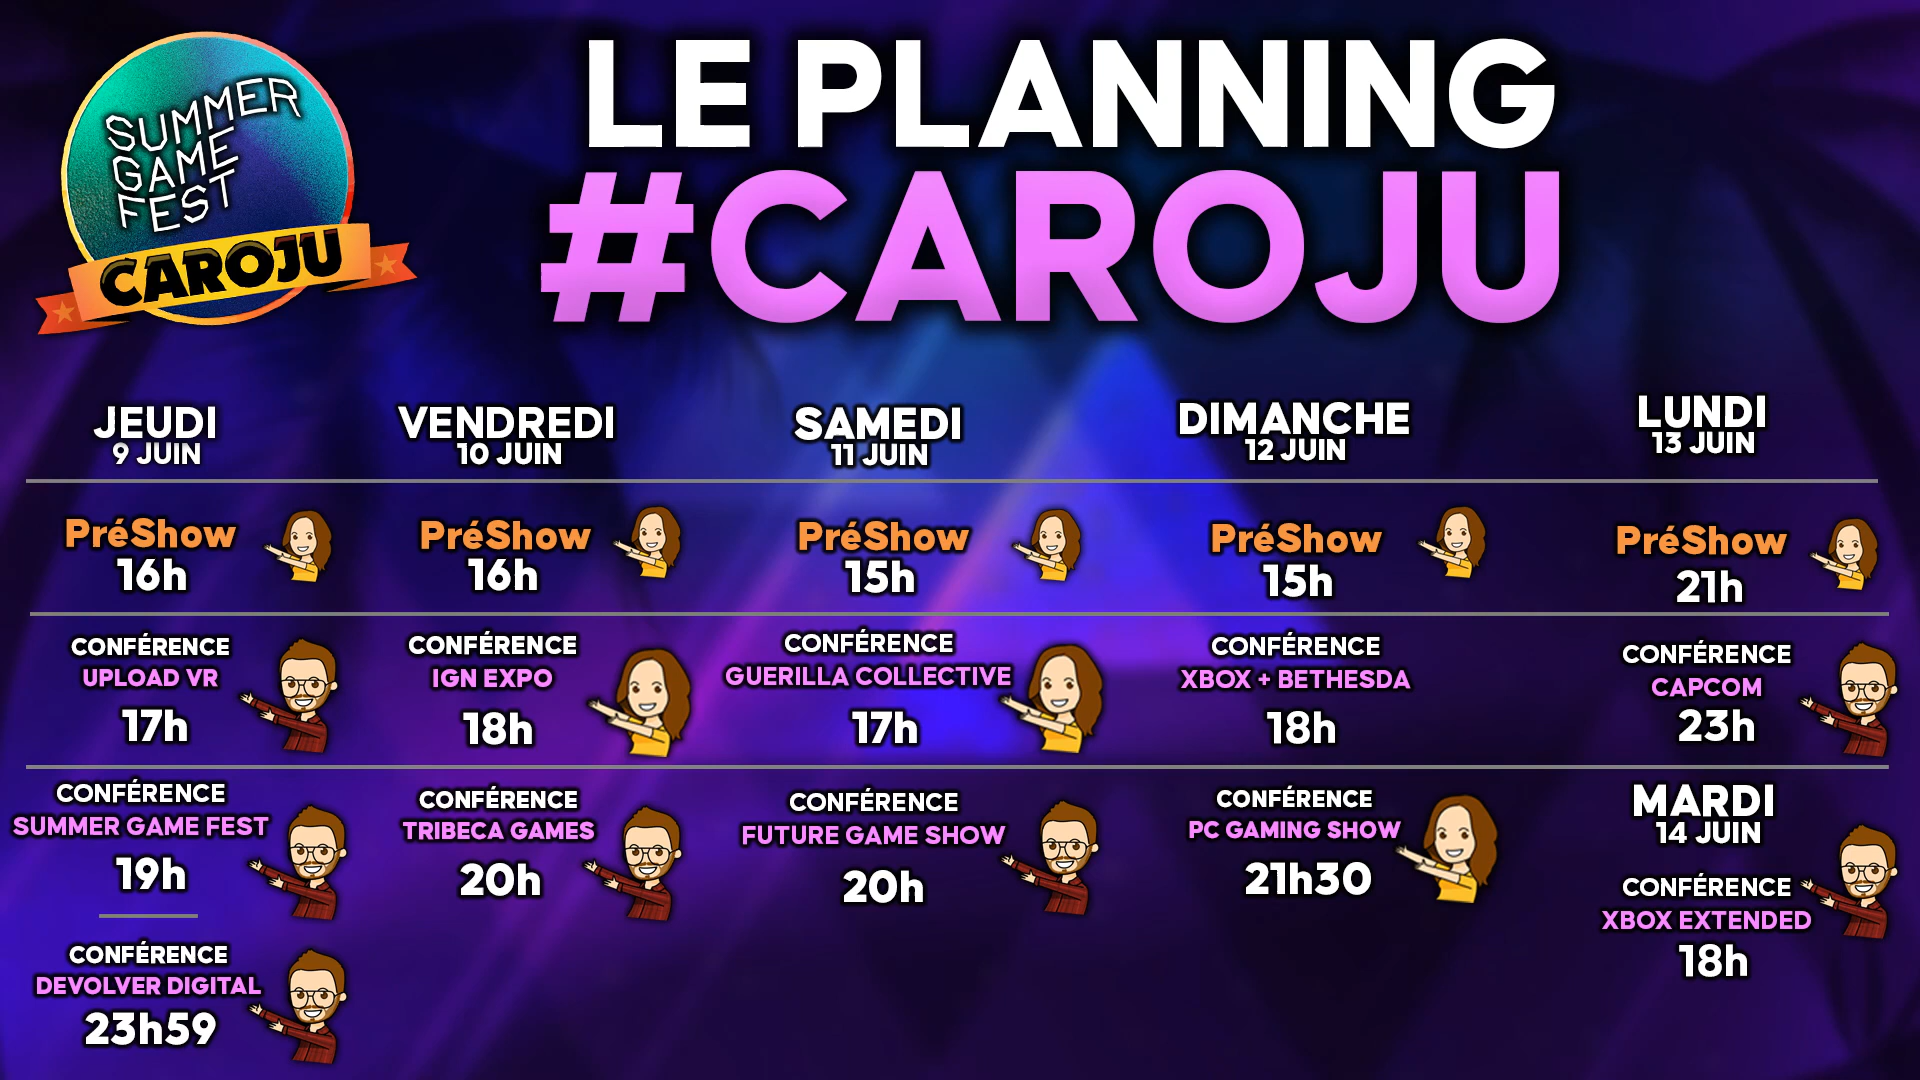 SUMMER
GAME
FEST
CAROJU
LE PLANNING
#CAROJU
JEUDI
9 JUIN
PréShow
16h
CONFÉRENCE
UPLOAD VR
17h
CONFÉRENCE
SUMMER GAME FEST
19h
CONFÉRENCE
DEVOLVER DIGITAL
23h59
VENDREDI
10 JUIN
PréShow
16h
CONFÉRENCE
IGN EXPO
18h
CONFÉRENCE
TRIBECA GAMES
20h
SAMEDI
11 JUIN
PréShow
15h
CONFÉRENCE
GUERILLA COLLECTIVE
17h
CONFÉRENCE
FUTURE GAME SHOW
20h
DIMANCHE
12 JUIN
PréShow
15h
CONFÉRENCE
XBOX + BETHESDA
18h
CONFÉRENCE
PC GAMING SHOW
21h30
LUNDI
13 JUIN
PréShow
21h
CONFÉRENCE
CAPCOM
23h
MARDI
14 JUIN
CONFÉRENCE
XBOX EXTENDED
18h